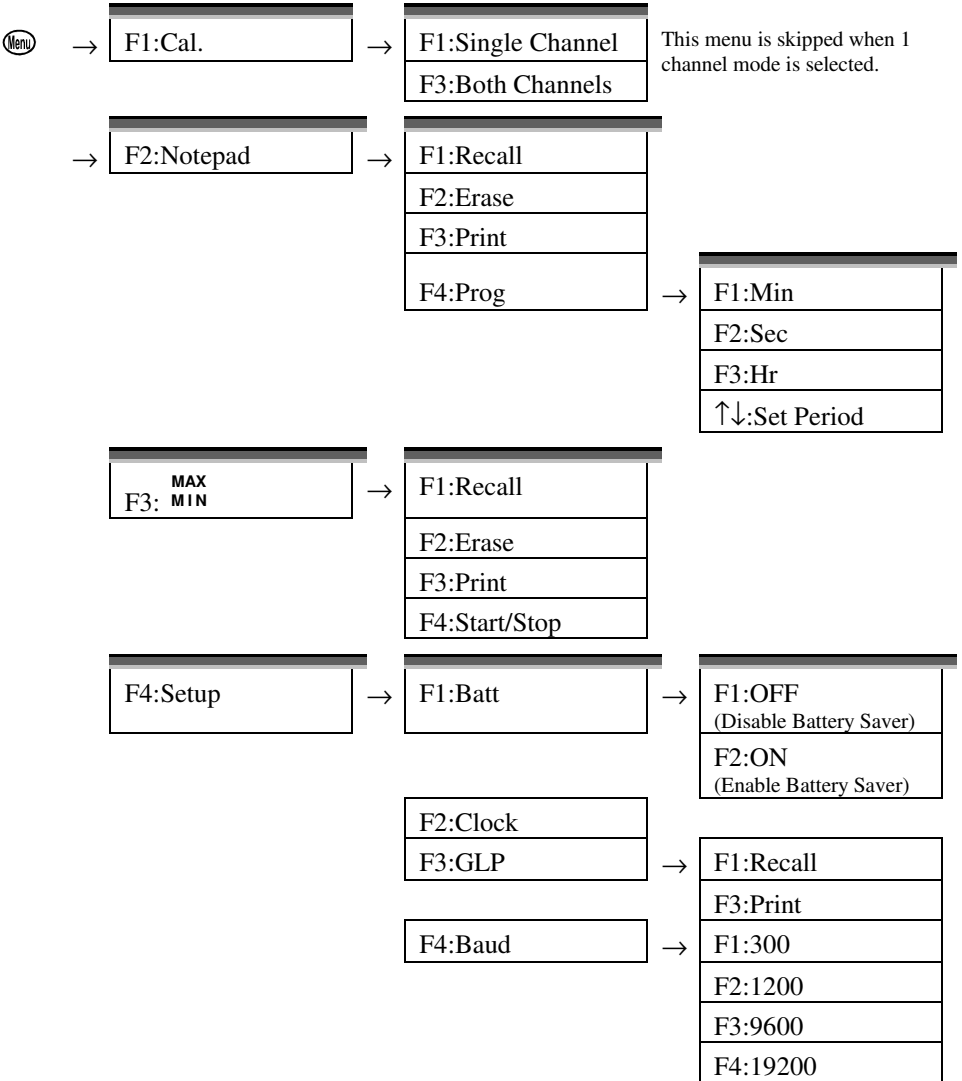 Menu → F1:Cal. → F1:Single Channel This menu is skipped when 1
channel mode is selected.
F3:Both Channels
→ F2:Notepad → F1:Recall
F2:Erase
F3:Print
F4:Prog → F1:Min
F2:Sec
F3:Hr
↑↓:Set Period
F3: MAX MIN → F1:Recall
F2:Erase
F3:Print
F4:Start/Stop
F4:Setup → F1:Batt → F1:OFF
(Disable Battery Saver)
F2:ON
(Enable Battery Saver)
F2:Clock
F3:GLP → F1:Recall
F3:Print
F4:Baud → F1:300
F2:1200
F3:9600
F4:19200